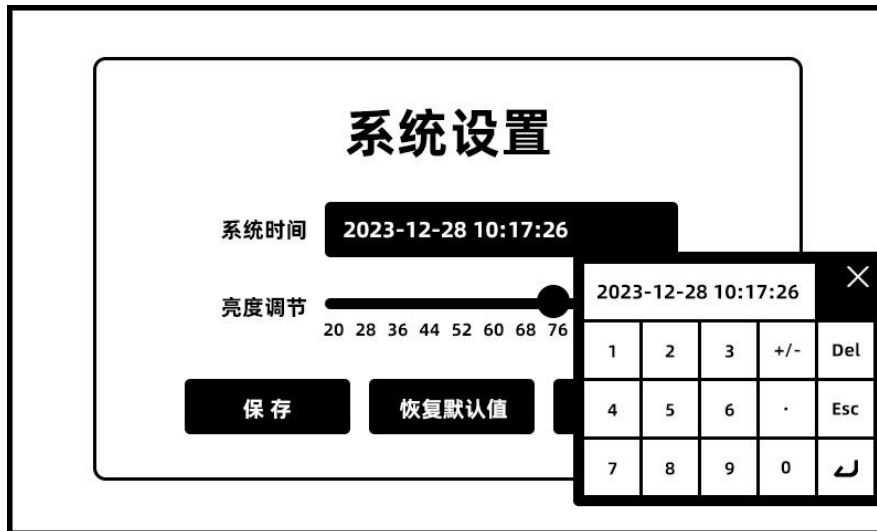 系统设置
系统时间 2023-12-28 10:17:26
亮度调节
20 28 36 44 52 60 68 76
保存 恢复默认值
2023-12-28 10:17:26
1 2 3 +/- Del
4 5 6 . Esc
7 8 9 0